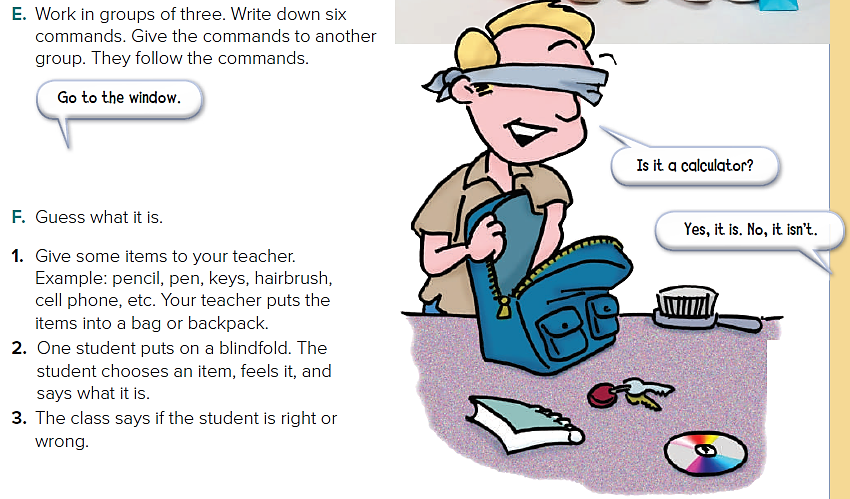 E. Work in groups of three. Write down six
commands. Give the commands to another
group. They follow the commands.
Go to the window.
F. Guess what it is.
1. Give some items to your teacher.
Example: pencil, pen, keys, hairbrush,
cell phone, etc. Your teacher puts the
items into a bag or backpack.
2. One student puts on a blindfold. The
student chooses an item, feels it, and
says what it is.
3. The class says if the student is right or
wrong.
Is it a calculator?
Yes, it is. No, it isn't.